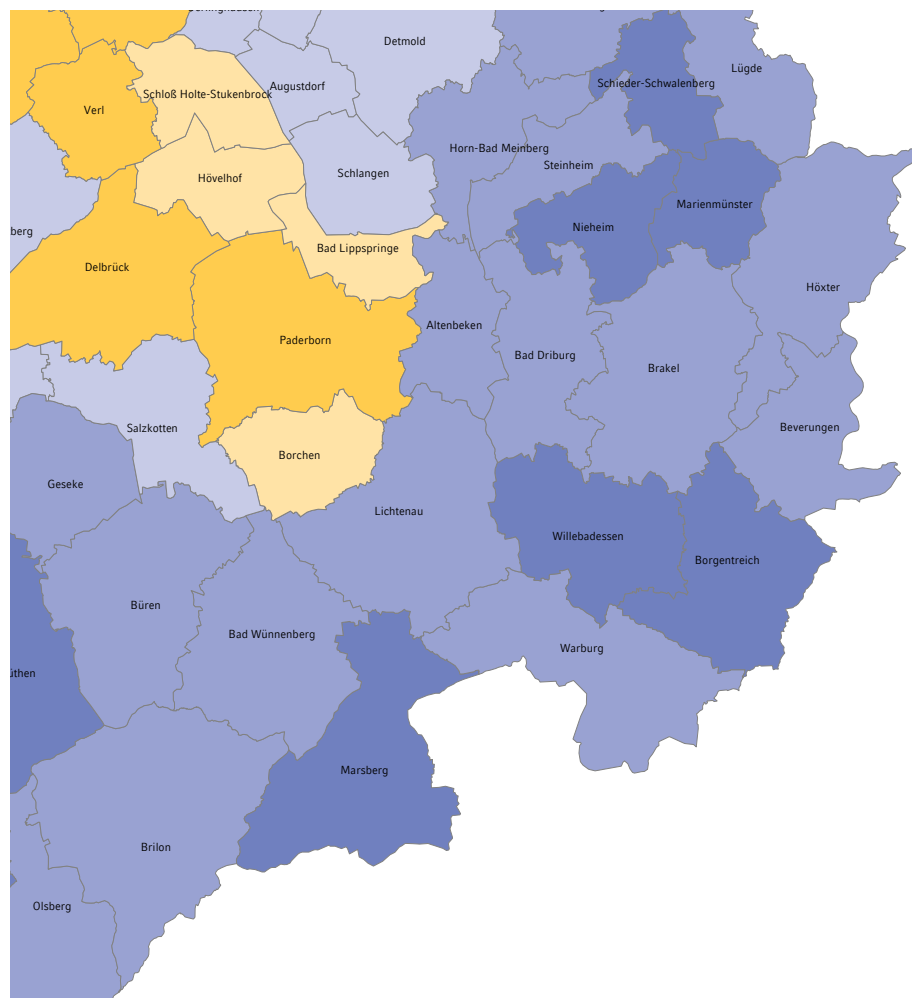 Detmold
Lügde
Schieder-Schwalenberg
Augustdorf
Schloß Holte-Stukenbrock
Verl
Horn-Bad Meinberg
Steinheim
Schlangen
Hövelhof
Marienmünster
Nieheim
berg
Bad Lippspringe
Delbrück
Höxter
Altenbeken
Paderborn
Bad Driburg
Brakel
Salzkotten
Beverungen
Borchen
Geseke
Lichtenau
Willebadessen
Borgentreich
Büren
Bad Wünnenberg
Warburg
üthen
Marsberg
Brilon
Olsberg